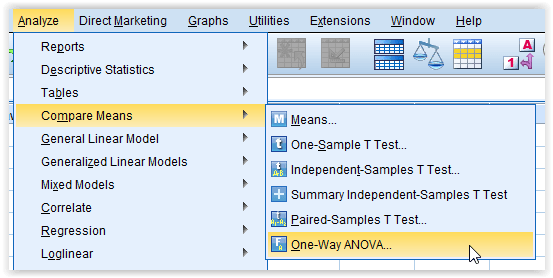 Analyze Direct Marketing Graphs Utilities Extensions Window Help
Reports
Descriptive Statistics
Tables
Compare Means
General Linear Model
Generalized Linear Models
Mixed Models
Correlate
Regression
Loglinear
M Means...
t One-Sample T Test...
Independent-Samples T Test...
Summary Independent-Samples T Test
Paired-Samples T Test...
F One-Way ANOVA...
A
1